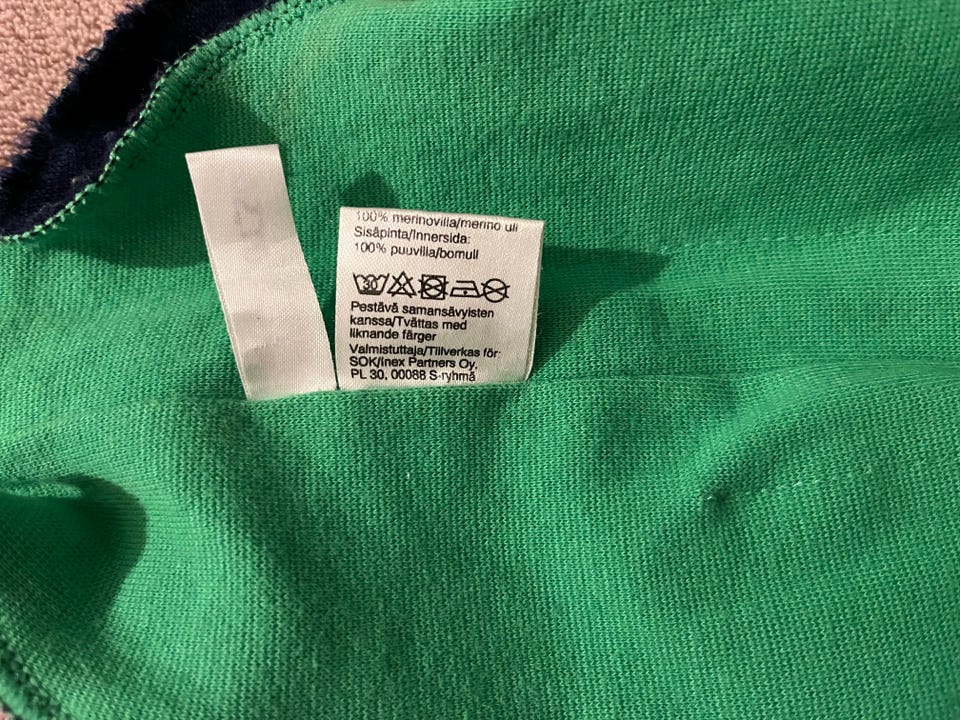 100% merinovilla/merino ull
Sisäpinta/Innersida:
100% puuvilla/bomull
30
Pestävä samansävyisten
kanssa/Tvättas med
liknande färger
Valmistuttaja/Tillverkas för:
SOK/Inex Partners Oy,
PL 30, 00088 S-ryhmä